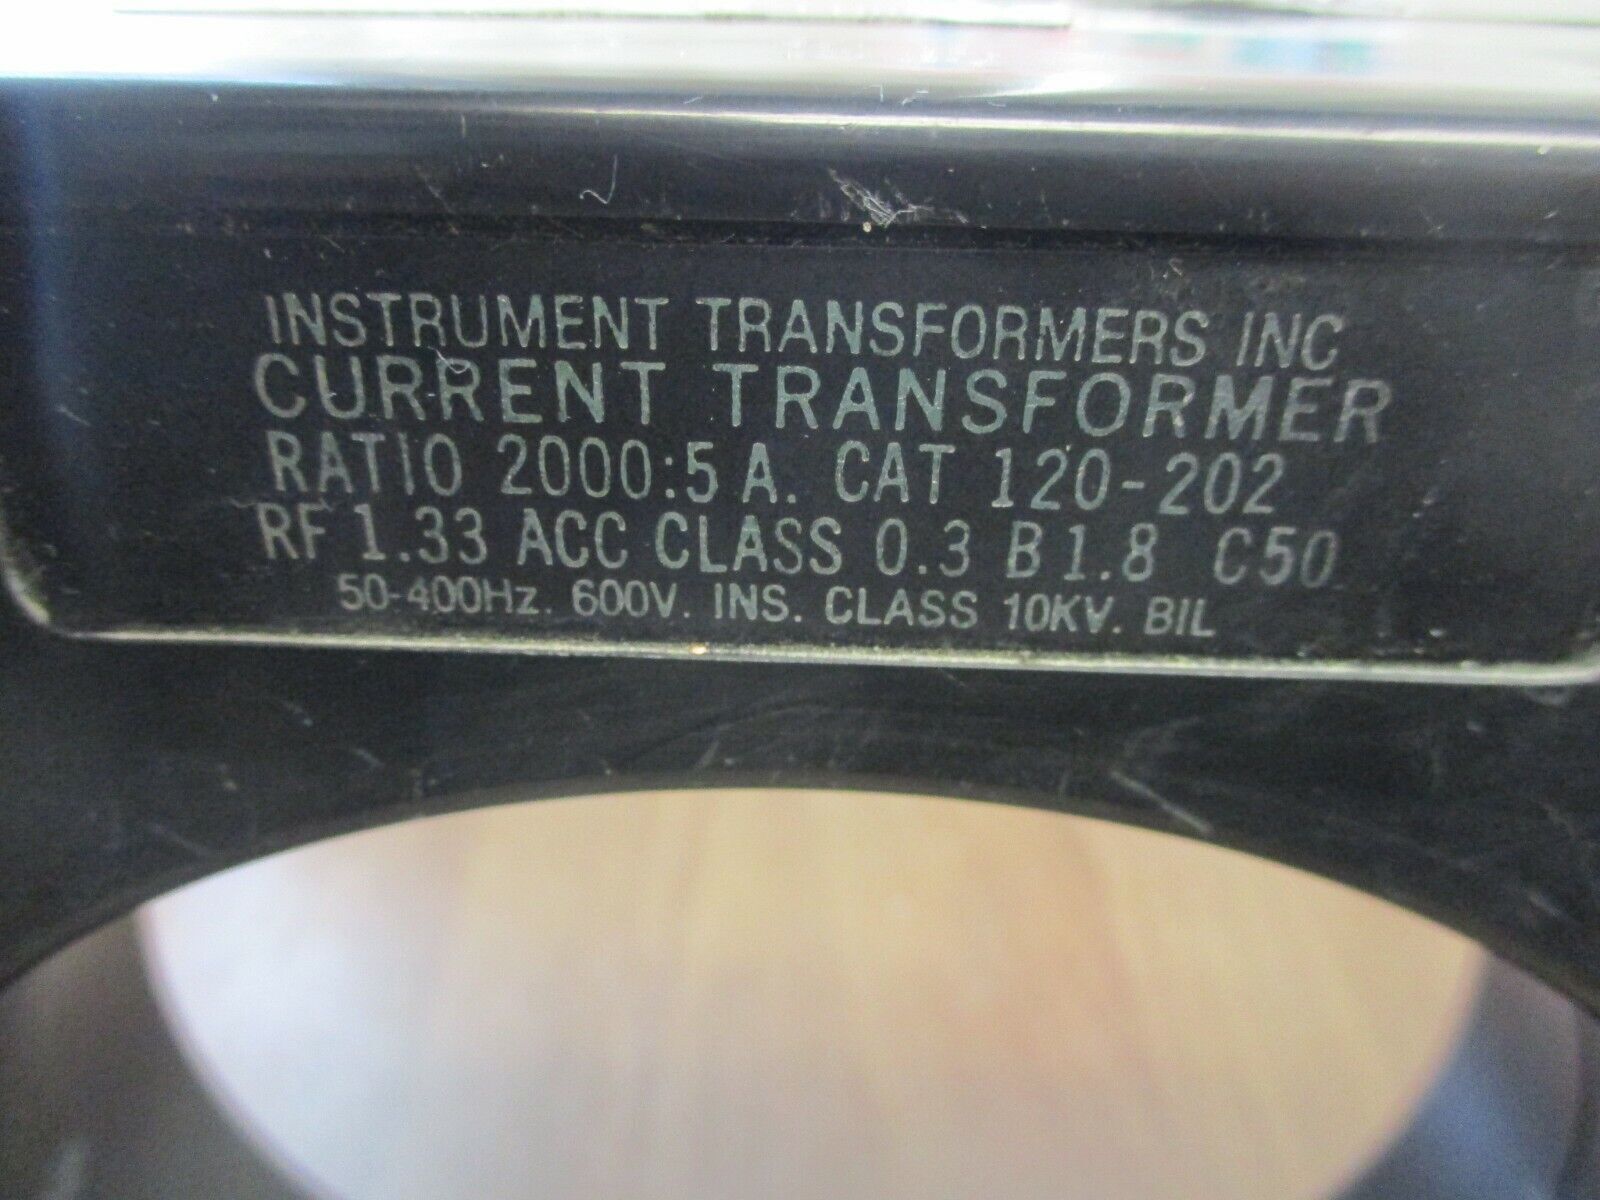 INSTRUMENT TRANSFORMERS INC
CURRENT TRANSFORMER
RATIO 2000:5 A. CAT 120-202
RF 1.33 ACC CLASS 0.3 B 1.8 C50
50-400Hz. 600V. INS. CLASS 10KV. BIL